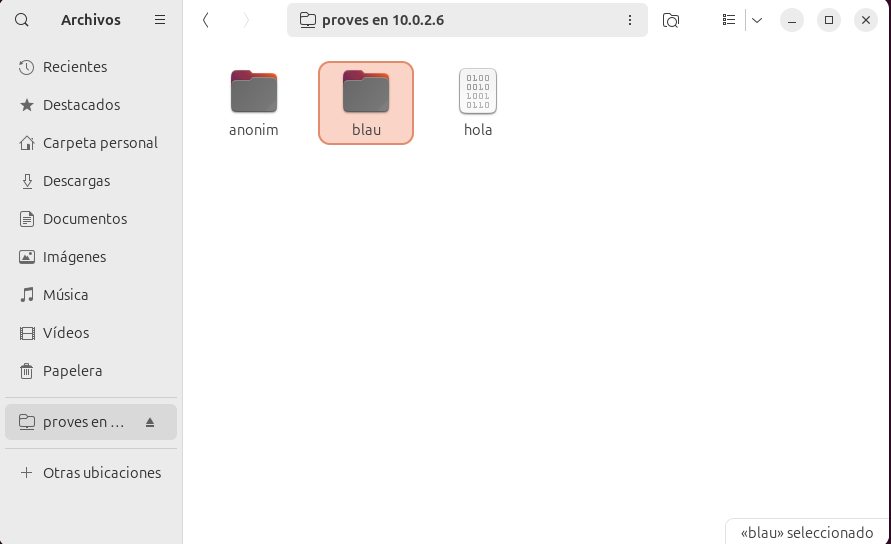 Archivos
proves en 10.0.2.6
Recientes
Destacados
Carpeta personal
Descargas
Documentos
Imágenes
Música
Vídeos
Papelera
proves en ...
Otras ubicaciones
anonim
blau
0100
0010
1001
0110
hola
«blau» seleccionado